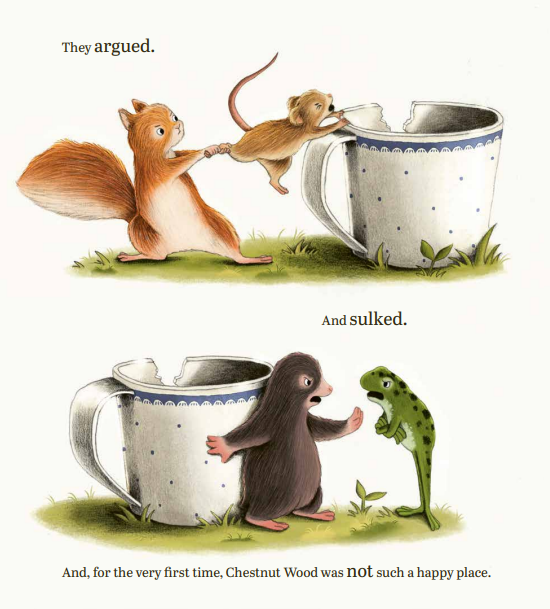 They argued.
And sulked.
And, for the very first time, Chestnut Wood was not such a happy place.